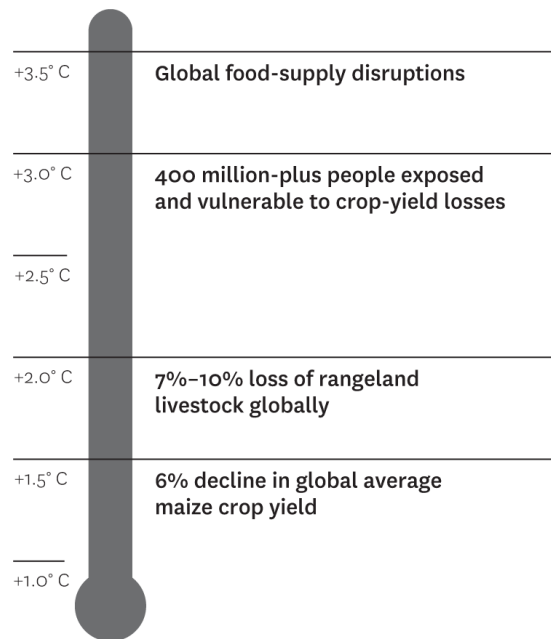 +3.5° C
Global food-supply disruptions
+3.0° C
400 million-plus people exposed
and vulnerable to crop-yield losses
+2.5° C
+2.0° C
7%–10% loss of rangeland
livestock globally
+1.5° C
6% decline in global average
maize crop yield
+1.0° C